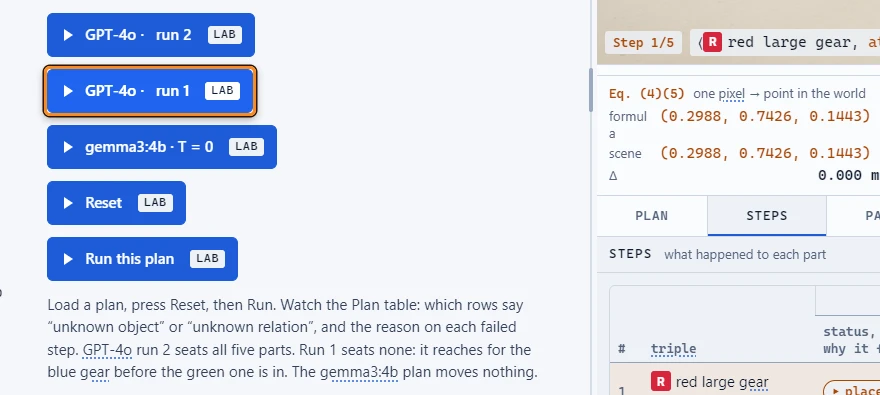 GPT-4o · run 2 LAB
GPT-4o · run 1 LAB
gemma3:4b · T = 0 LAB
Reset LAB
Run this plan LAB
Load a plan, press Reset, then Run. Watch the Plan table: which rows say
“unknown object” or “unknown relation”, and the reason on each failed
step. GPT-4o run 2 seats all five parts. Run 1 seats none: it reaches for the
blue gear before the green one is in. The gemma3:4b plan moves nothing.
Step 1/5
(R red large gear,
Eq. (4)(5) one pixel → point in the world
formula (0.2988, 0.7426, 0.1443)
scene (0.2988, 0.7426, 0.1443)
Δ 0.000 m
PLAN STEPS PA
STEPS what happened to each part
status,
# triple why it f
1 R red large gear place